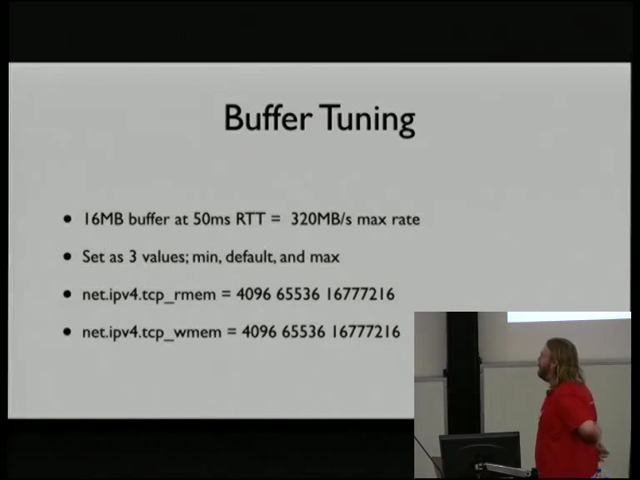 Buffer Tuning
• 16MB buffer at 50ms RTT = 320MB/s max rate
• Set as 3 values; min, default, and max
• net.ipv4.tcp_rmem = 4096 65536 16777216
• net.ipv4.tcp_wmem = 4096 65536 16777216